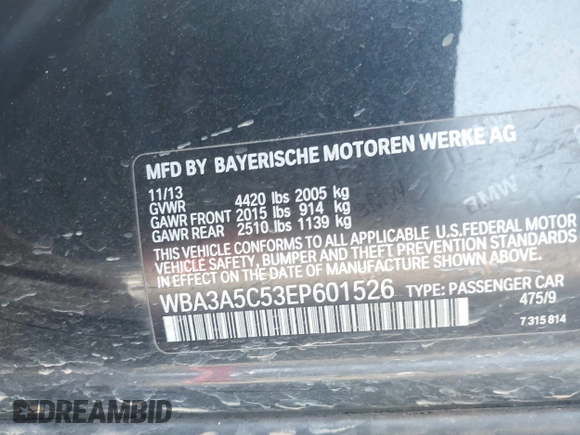 MFD BY BAYERISCHE MOTOREN WERKE AG
11/13
GVWR 4420 lbs 2005 kg
GAWR FRONT 2015 lbs 914 kg
GAWR REAR 2510 lbs 1139 kg
THIS VEHICLE CONFORMS TO ALL APPLICABLE U.S.FEDERAL MOTOR
VEHICLE SAFETY, BUMPER, AND THEFT PREVENTION STANDARDS
IN EFFECT ON THE DATE OF MANUFACTURE SHOWN ABOVE.
WBA3A5C53EP601526 TYPE: PASSENGER CAR
475/9
7 315 814
BMW
BMW
DREAMBID